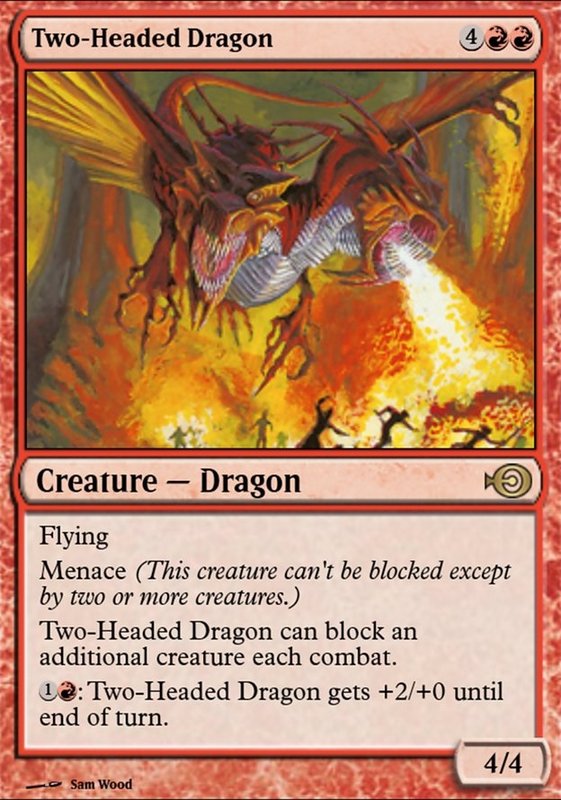 Two-Headed Dragon 4
Creature — Dragon
Flying
Menace (This creature can't be blocked except
by two or more creatures.)
Two-Headed Dragon can block an
additional creature each combat.
1 : Two-Headed Dragon gets +2/+0 until
end of turn.
4/4
Sam Wood